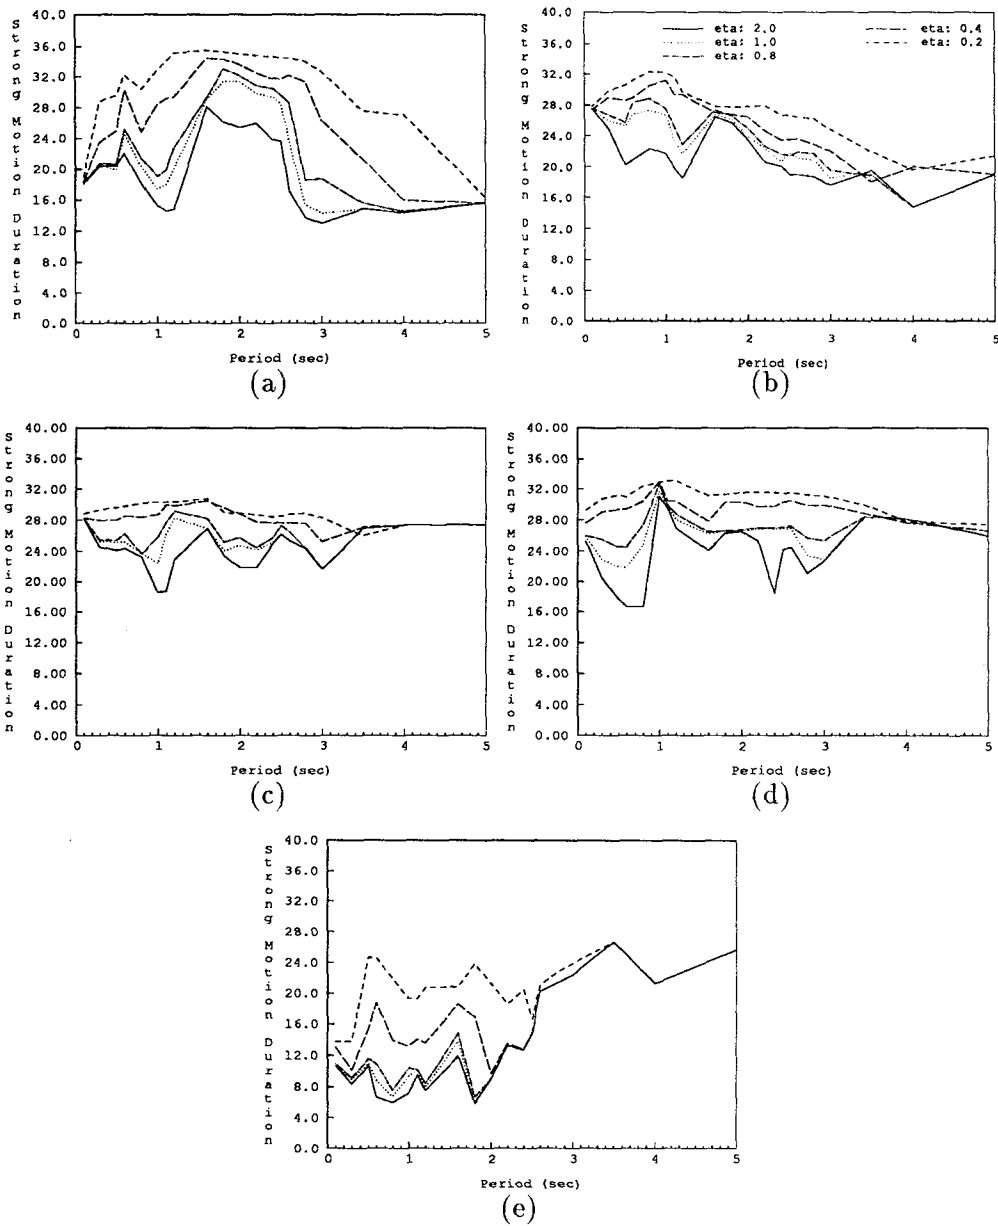 Strong Motion Duration
40.0
36.0
32.0
28.0
24.0
20.0
16.0
12.0
8.0
4.0
0.0
0 1 2 3 4 5
Period (sec)
(a)
Strong Motion Duration
40.0
36.0
32.0
28.0
24.0
20.0
16.0
12.0
8.0
4.0
0.0
eta: 2.0
eta: 1.0
eta: 0.8
eta: 0.4
eta: 0.2
0 1 2 3 4 5
Period (sec)
(b)
Strong Motion Duration
40.00
36.00
32.00
28.00
24.00
20.00
16.00
12.00
8.00
4.00
0.00
0 1 2 3 4 5
Period (sec)
(c)
Strong Motion Duration
40.00
36.00
32.00
28.00
24.00
20.00
16.00
12.00
8.00
4.00
0.00
0 1 2 3 4 5
Period (sec)
(d)
Strong Motion Duration
40.0
36.0
32.0
28.0
24.0
20.0
16.0
12.0
8.0
4.0
0.0
0 1 2 3 4 5
Period (sec)
(e)